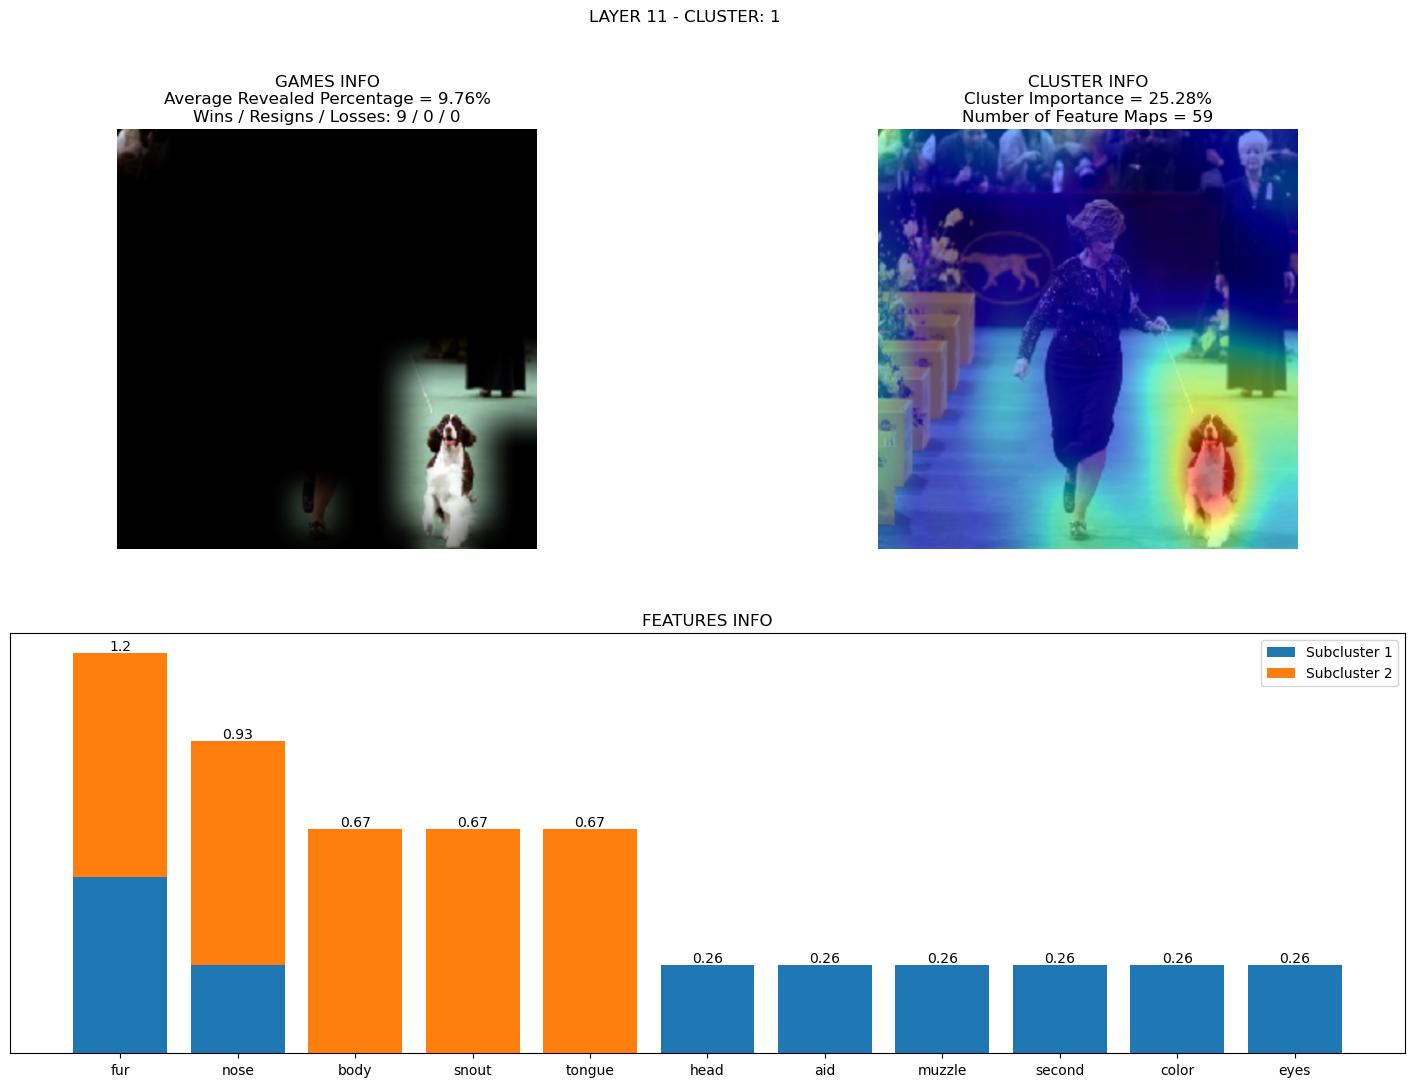 LAYER 11 - CLUSTER: 1
GAMES INFO
Average Revealed Percentage = 9.76%
Wins / Resigns / Losses: 9 / 0 / 0
CLUSTER INFO
Cluster Importance = 25.28%
Number of Feature Maps = 59
FEATURES INFO
Subcluster 1
Subcluster 2
1.2
0.93
0.67
0.67
0.67
0.26
0.26
0.26
0.26
0.26
0.26
fur
nose
body
snout
tongue
head
aid
muzzle
second
color
eyes